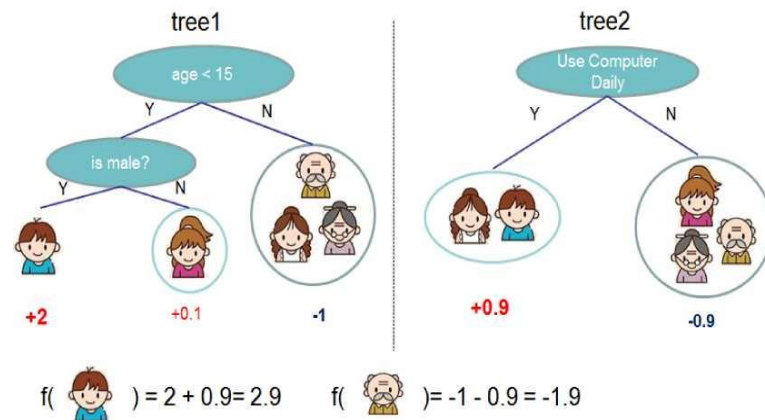 tree1
tree2
age < 15
Use Computer
Daily
Y
N
Y
N
is male?
Y
N
+2
+0.1
-1
+0.9
-0.9
f( ) = 2 + 0.9= 2.9
f( )= -1 - 0.9 = -1.9